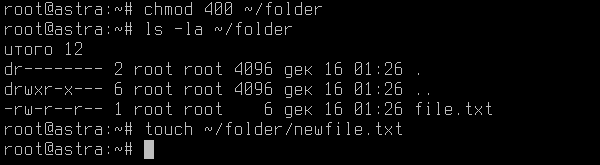 root@astra:~# chmod 400 ~/folder
root@astra:~# ls -la ~/folder
итого 12
dr-------- 2 root root 4096 дек 16 01:26 .
drwxr-x--- 6 root root 4096 дек 16 01:26 ..
-rw-r--r-- 1 root root    6 дек 16 01:26 file.txt
root@astra:~# touch ~/folder/newfile.txt
root@astra:~#